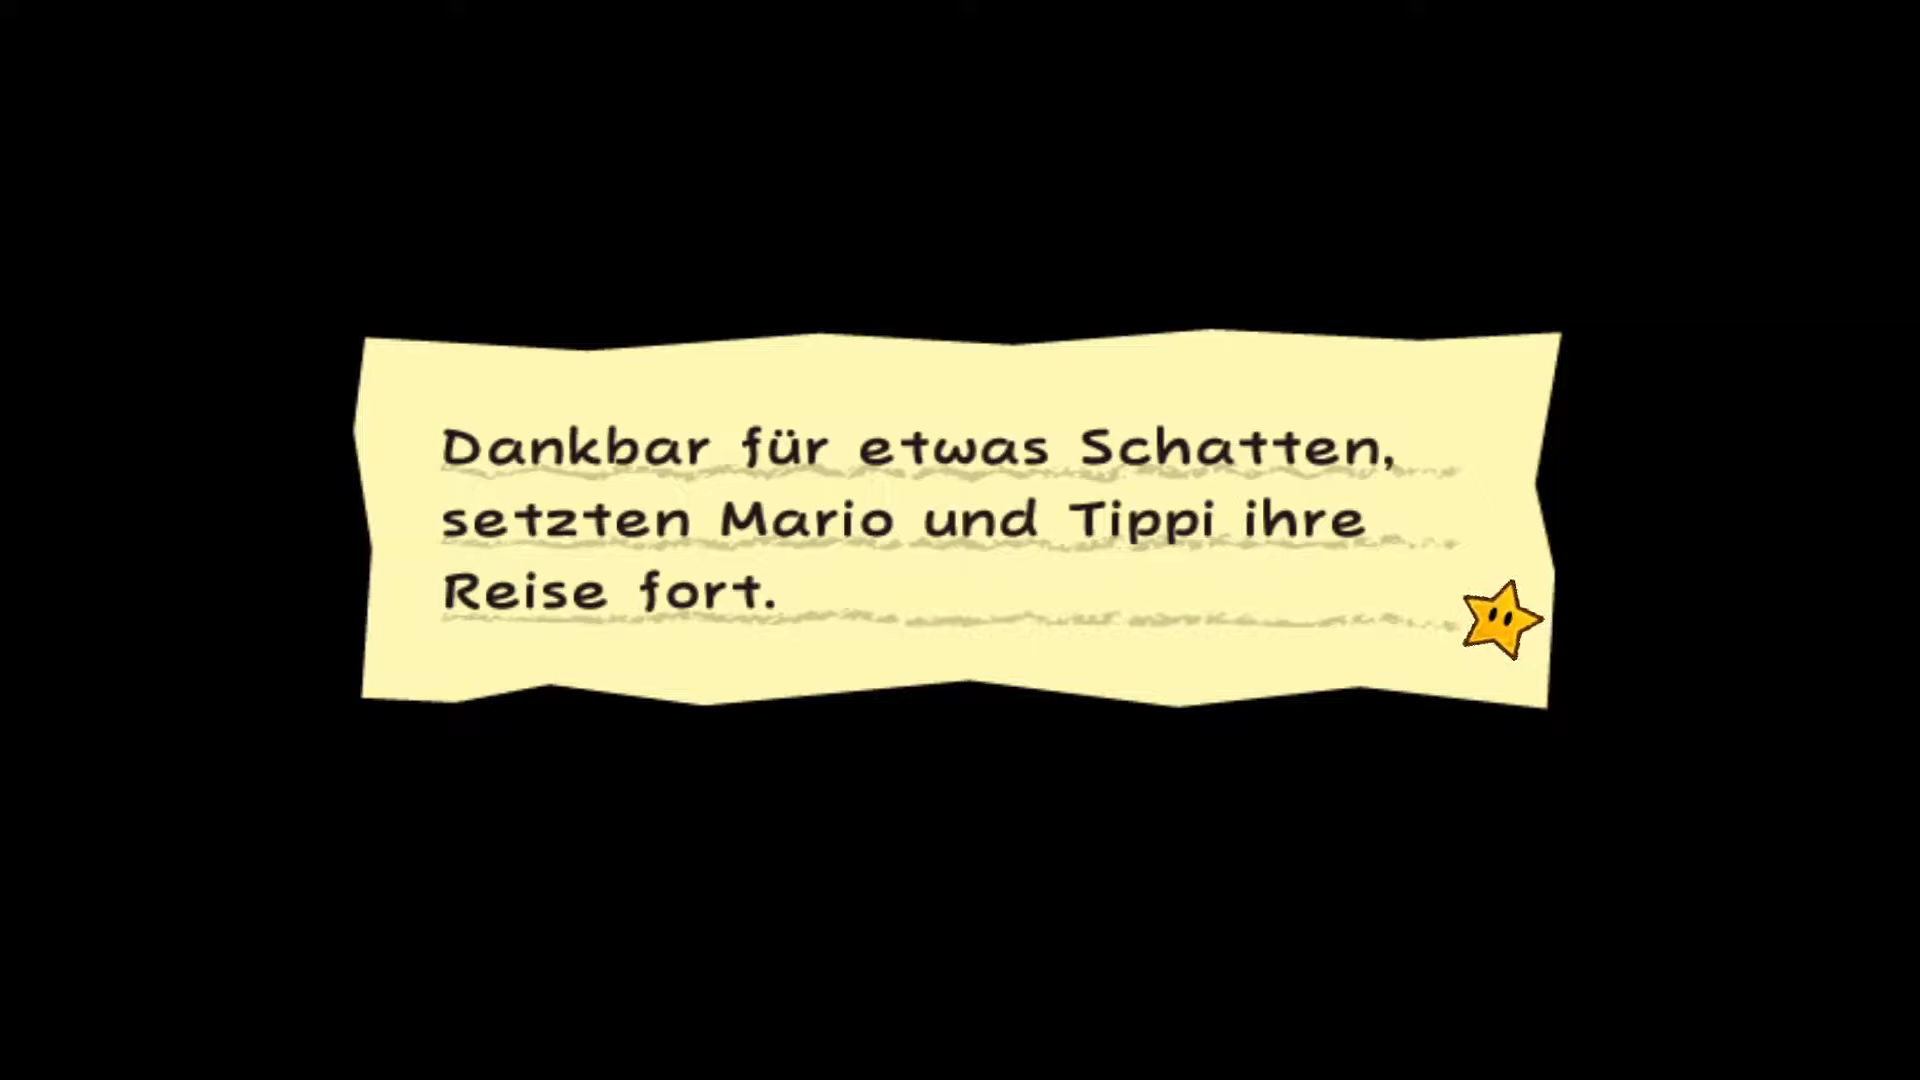 Dankbar für etwas Schatten,
setzten Mario und Tippi ihre
Reise fort.